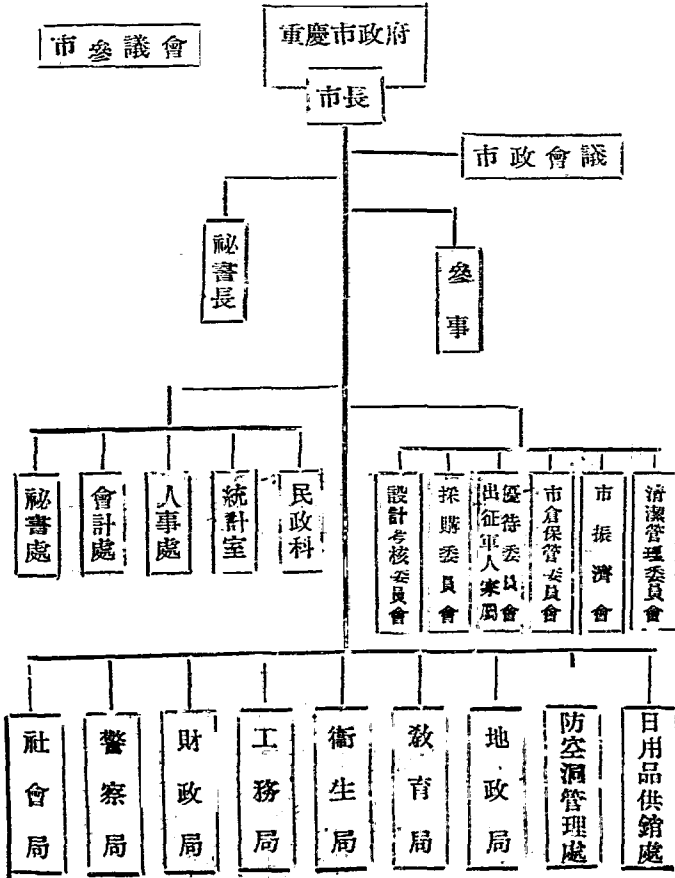 市參議會
重慶市政府
市長
市政會議
祕書長
參事
祕書處
會計處
人事處
統計室
民政科
設計考核委員會
採購委員會
出征軍人家屬
優待委員會
市倉保管委員會
市振濟會
清潔管理委員會
社會局
警察局
財政局
工務局
衞生局
敎育局
地政局
防空洞管理處
日用品供銷處